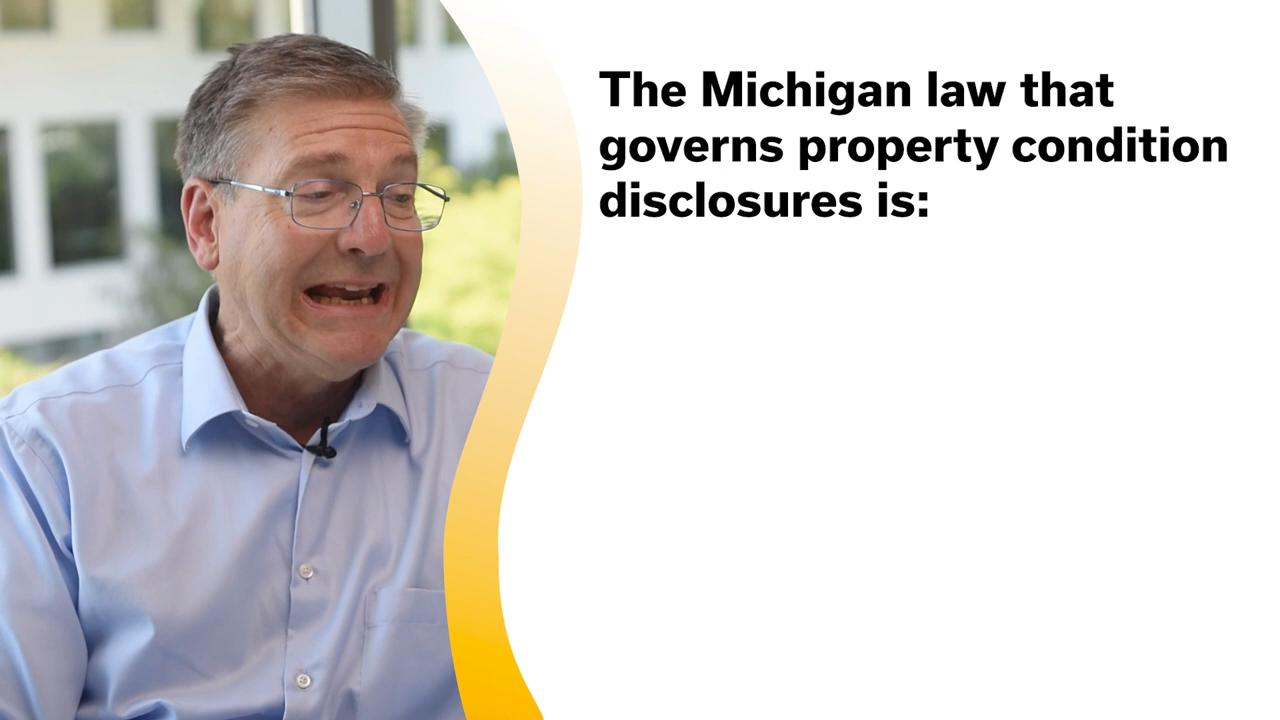 The Michigan law that
governs property condition
disclosures is: